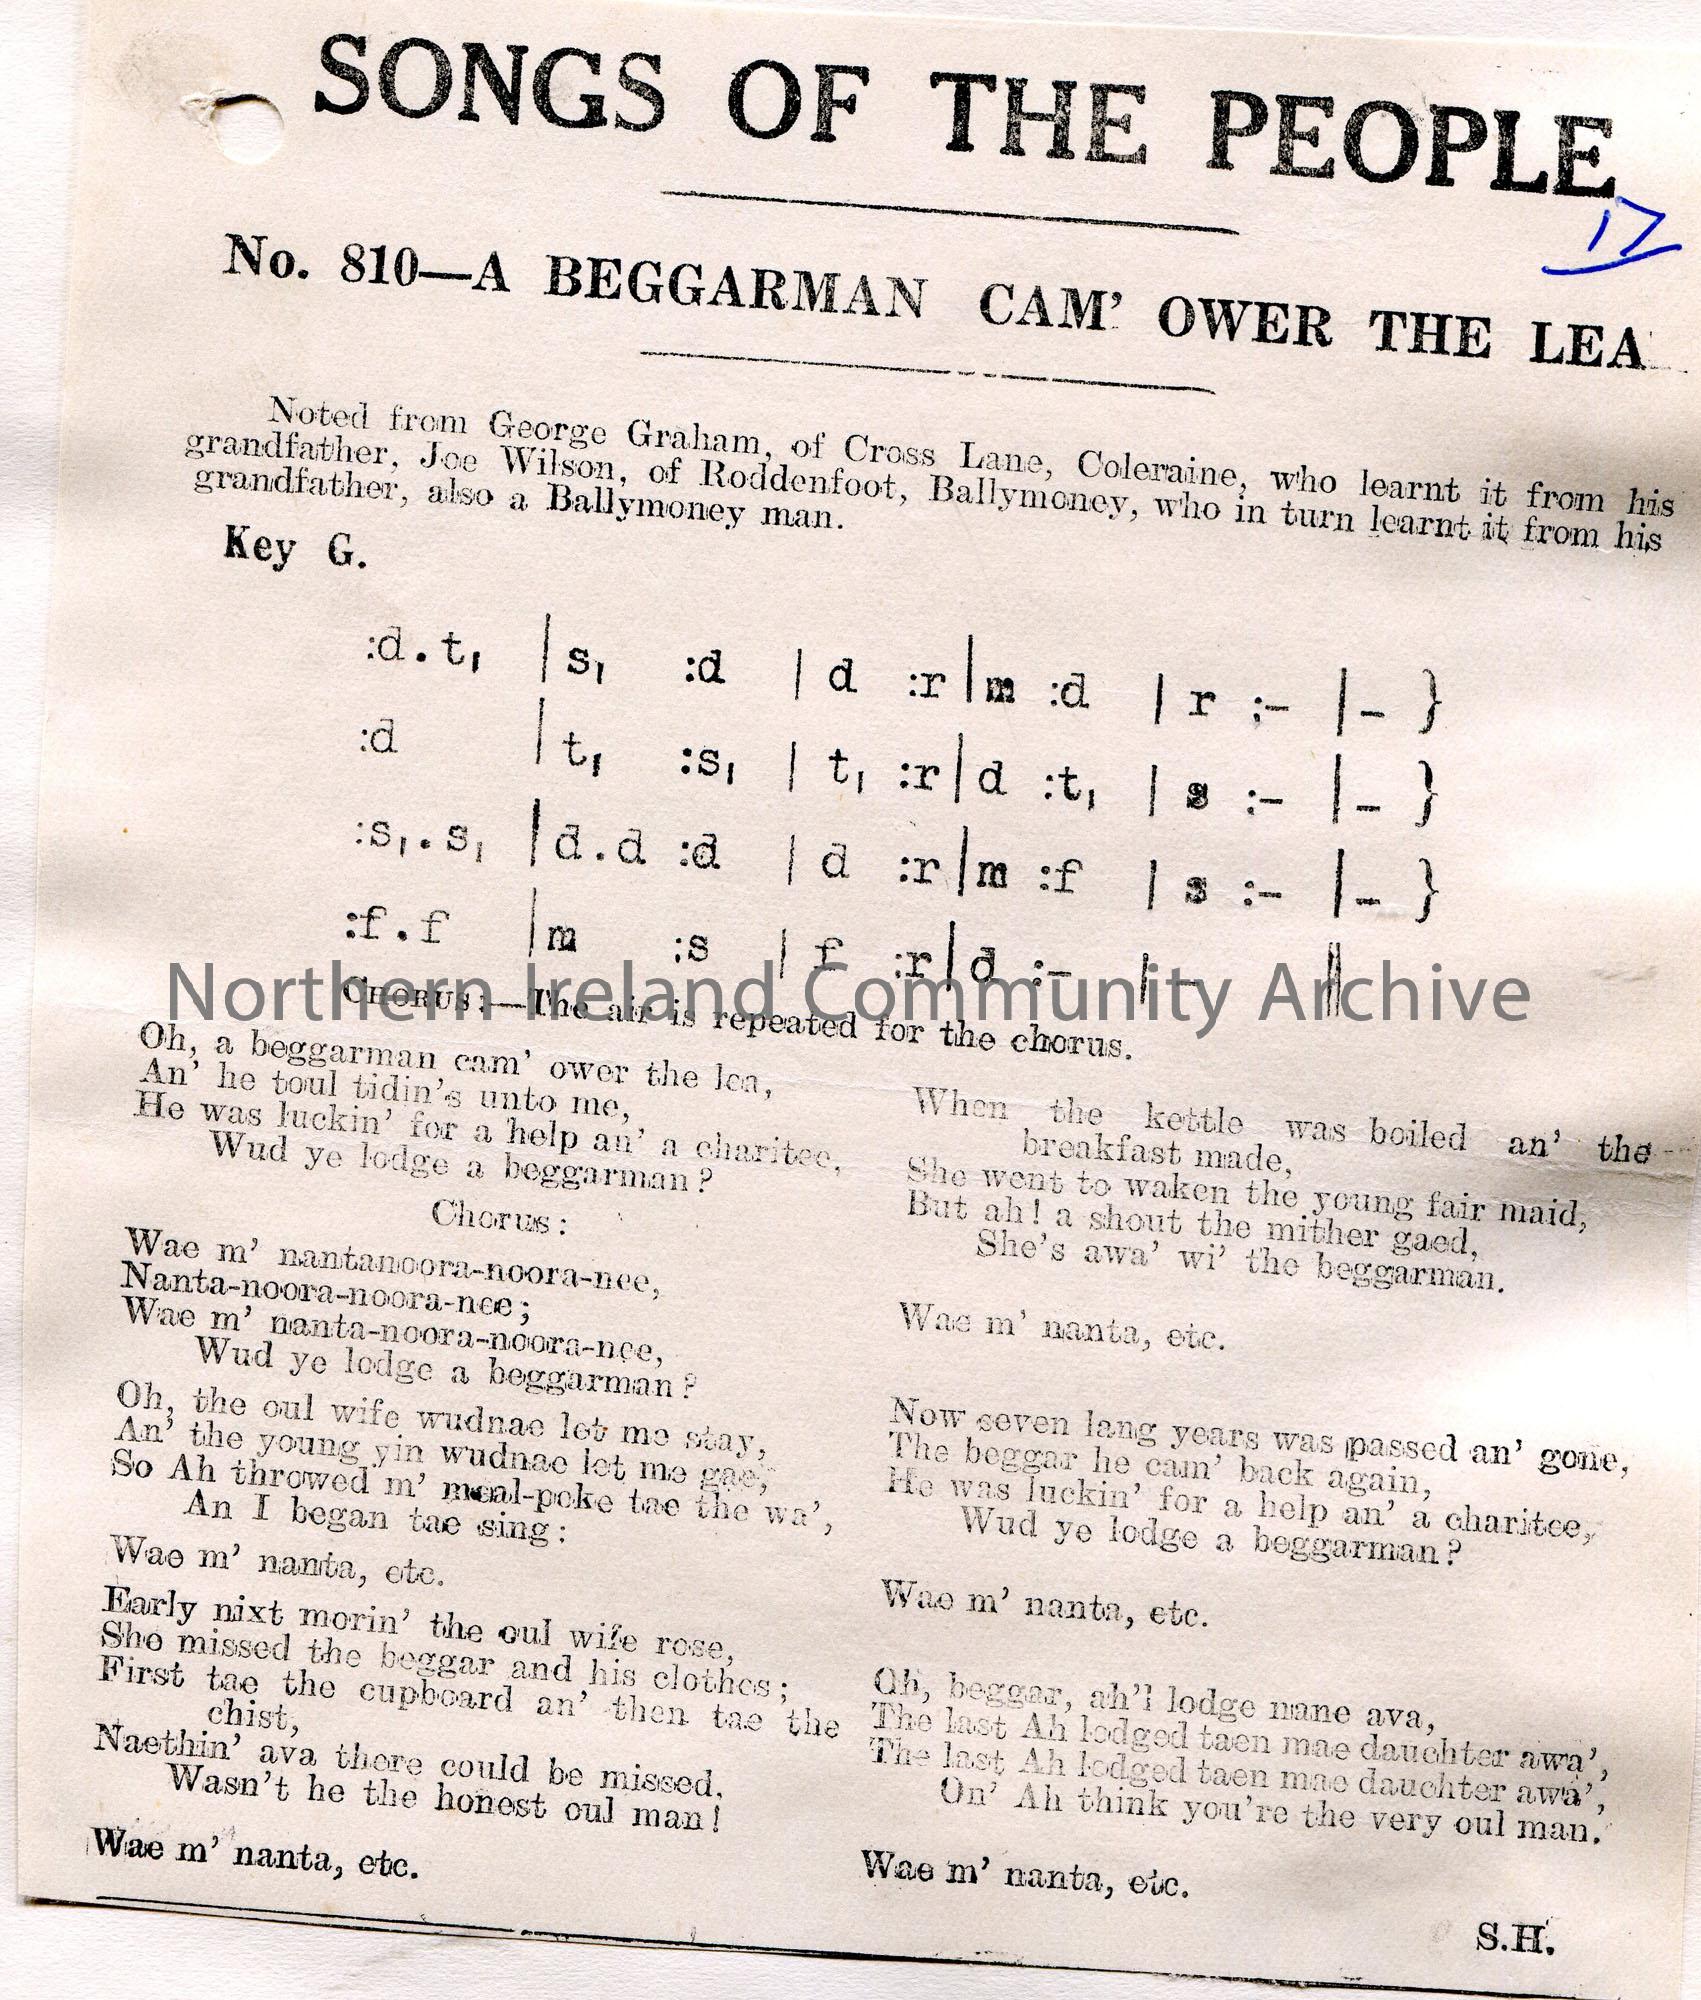 SONGS OF THE PEOPLE
17
No. 810—A BEGGARMAN CAM' OWER THE LEA
Noted from George Graham, of Cross Lane, Coleraine, who learnt it from his
grandfather, Joe Wilson, of Roddenfoot, Ballymoney, who in turn learnt it from his
grandfather, also a Ballymoney man.
Key G.
:d.t, | s, :d | d :r | m :d | r :– | – }
:d | t, :s, | t, :r | d :t, | s :– | – }
:s,.s, | d.d :d | d :r | m :f | s :– | – }
:f.f | m :s | f :r | d :– | – ||
Northern Ireland Community Archive
CHORUS:—The air is repeated for the chorus.
Oh, a beggarman cam' ower the lea,
An' he toul tidin's unto me,
He was luckin' for a help an' a charitee,
Wud ye lodge a beggarman?
Chorus:
Wae m' nantanoora-noora-nee,
Nanta-noora-noora-nee;
Wae m' nanta-noora-noora-nee,
Wud ye lodge a beggarman?
Oh, the oul wife wudnae let me stay,
An' the young yin wudnae let me gae,
So Ah throwed m' meal-poke tae the wa',
An I began tae sing:
Wae m' nanta, etc.
Early nixt morin' the oul wife rose,
She missed the beggar and his clothes;
First tae the cupboard an' then tae the
chist,
Naethin' ava there could be missed,
Wasn't he the honest oul man!
Wae m' nanta, etc.
When the kettle was boiled an' the
breakfast made,
She went to waken the young fair maid,
But ah! a shout the mither gaed,
She's awa' wi' the beggarman.
Wae m' nanta, etc.
Now seven lang years was passed an' gone,
The beggar he cam' back again,
He was luckin' for a help an' a charitee,
Wud ye lodge a beggarman?
Wae m' nanta, etc.
Oh, beggar, ah'l lodge nane ava,
The last Ah lodged taen mae dauchter awa',
The last Ah lodged taen mae dauchter awa',
On' Ah think you're the very oul man.
Wae m' nanta, etc.
S.H.